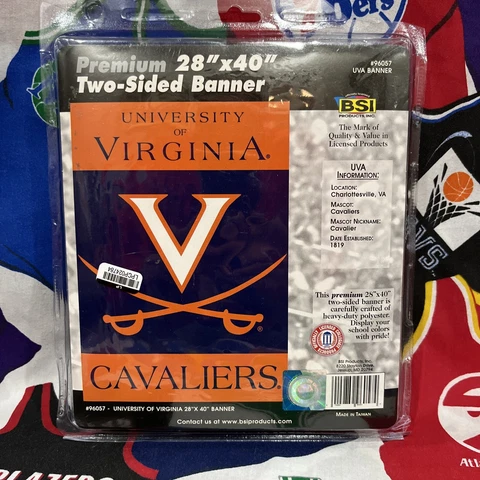 Premium 28"x40"
Two-Sided Banner
#96057
UVA BANNER
BSI
PRODUCTS, INC.
The Mark of
Quality & Value in
Licensed Products
UNIVERSITY
OF
VIRGINIA®
V
UVA
INFORMATION:
LOCATION:
Charlottesville, VA
MASCOT:
Cavaliers
MASCOT NICKNAME:
Cavalier
DATE ESTABLISHED:
1819
LPCP024784
®
This premium 28"x40"
two-sided banner is
carefully crafted of
heavy-duty polyester.
Display your
school colors
with pride!
BSI Products, Inc.
CAVALIERS®
#96057 - UNIVERSITY OF VIRGINIA 28"X 40" BANNER
MADE IN TAIWAN
Contact us at www.bsiproducts.com
BLAZERS
Atl